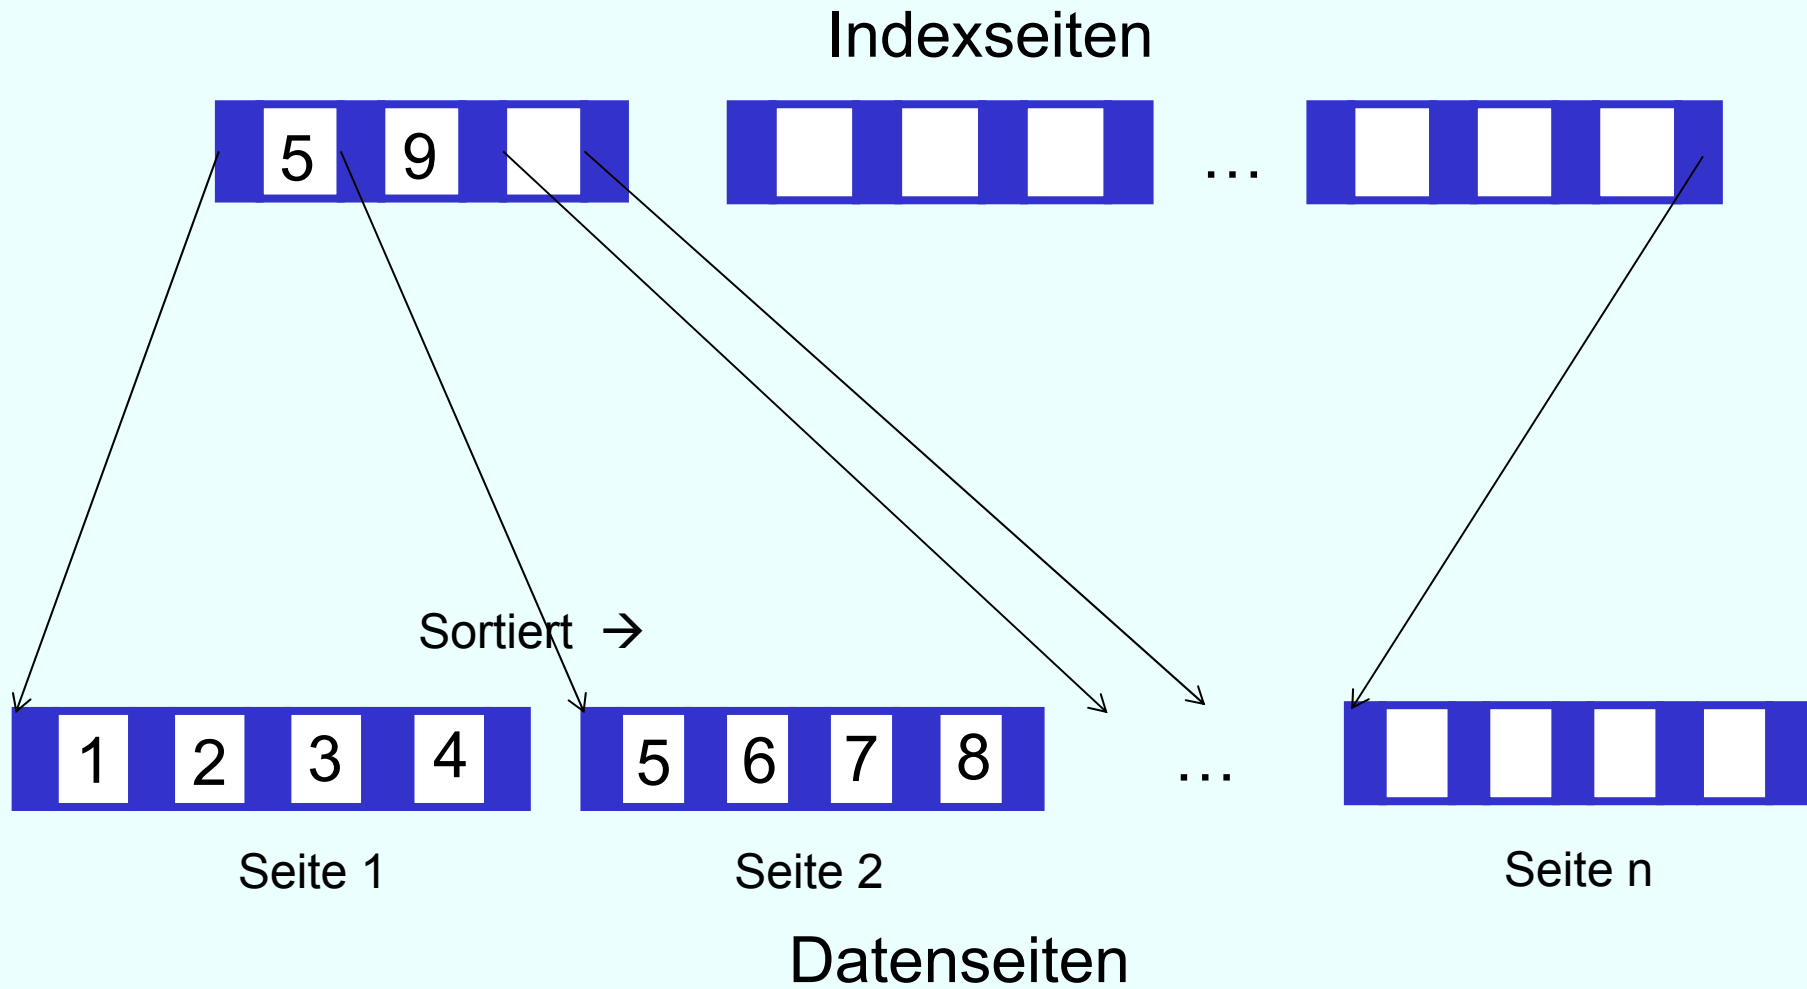 Indexseiten
5 9
...
Sortiert →
1 2 3 4 5 6 7 8 ...
Seite 1 Seite 2 Seite n
Datenseiten